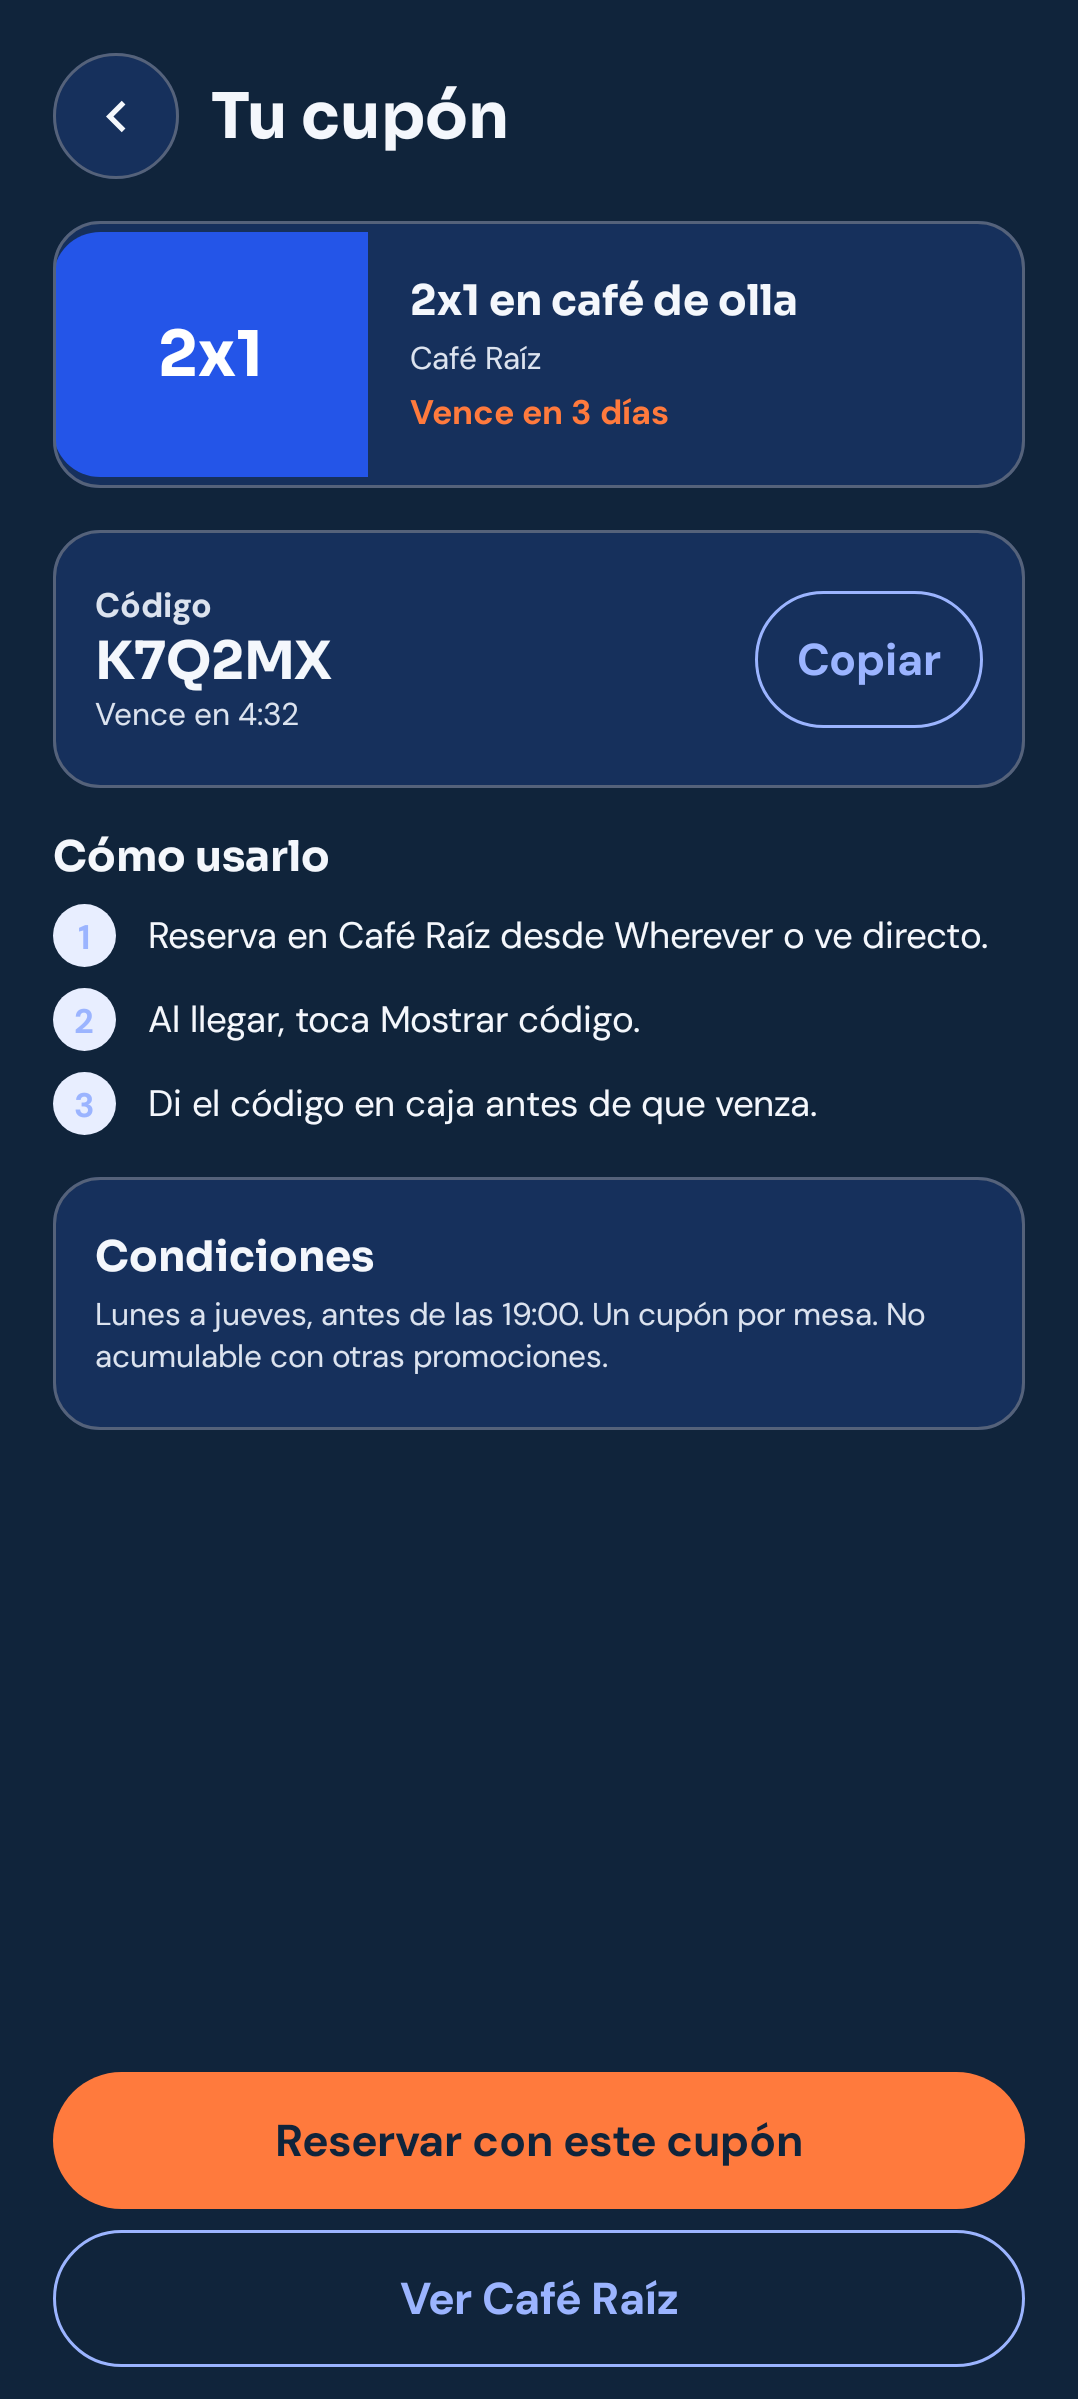 Tu cupón
2x1
2x1 en café de olla
Café Raíz
Vence en 3 días
Código
K7Q2MX
Vence en 4:32
Copiar
Cómo usarlo
1 Reserva en Café Raíz desde Wherever o ve directo.
2 Al llegar, toca Mostrar código.
3 Di el código en caja antes de que venza.
Condiciones
Lunes a jueves, antes de las 19:00. Un cupón por mesa. No
acumulable con otras promociones.
Reservar con este cupón
Ver Café Raíz